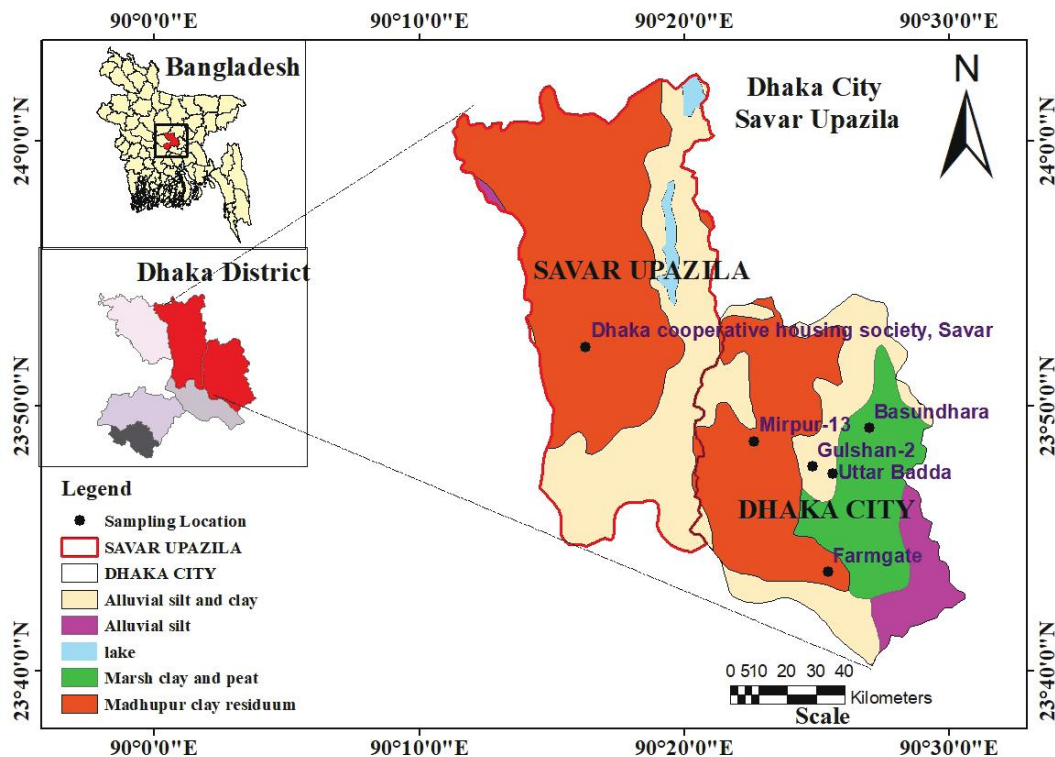 90°0'0"E 90°10'0"E 90°20'0"E 90°30'0"E
Bangladesh
Dhaka City
Savar Upazila
N
24°0'0"N
24°0'0"N
Dhaka District
SAVAR UPAZILA
Dhaka cooperative housing society, Savar
23°50'0"N
23°50'0"N
Basundhara
Mirpur-13
Gulshan-2
Uttar Badda
DHAKA CITY
Farmgate
Legend
Sampling Location
SAVAR UPAZILA
DHAKA CITY
Alluvial silt and clay
Alluvial silt
lake
Marsh clay and peat
Madhupur clay residuum
23°40'0"N
23°40'0"N
0 510 20 30 40
Kilometers
Scale
90°0'0"E 90°10'0"E 90°20'0"E 90°30'0"E